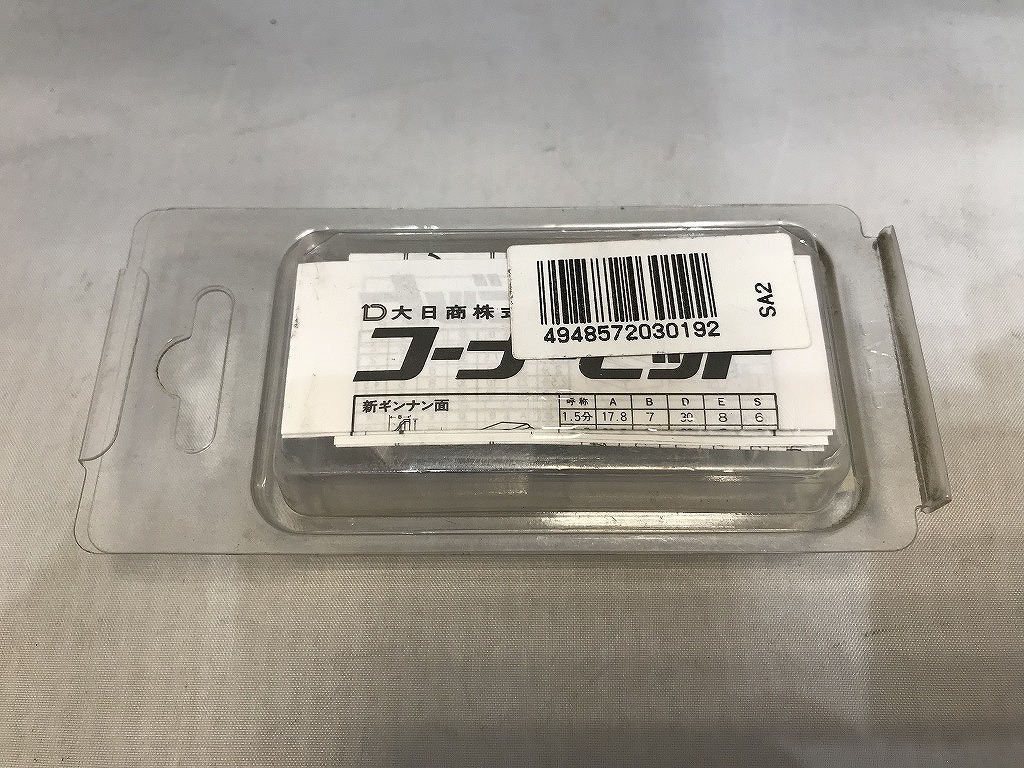 大日商株式
コーナービット
4948572030192
SA2
新ギンナン面
呼称 A B D E S
1.5分 17.8 7 30 8 6